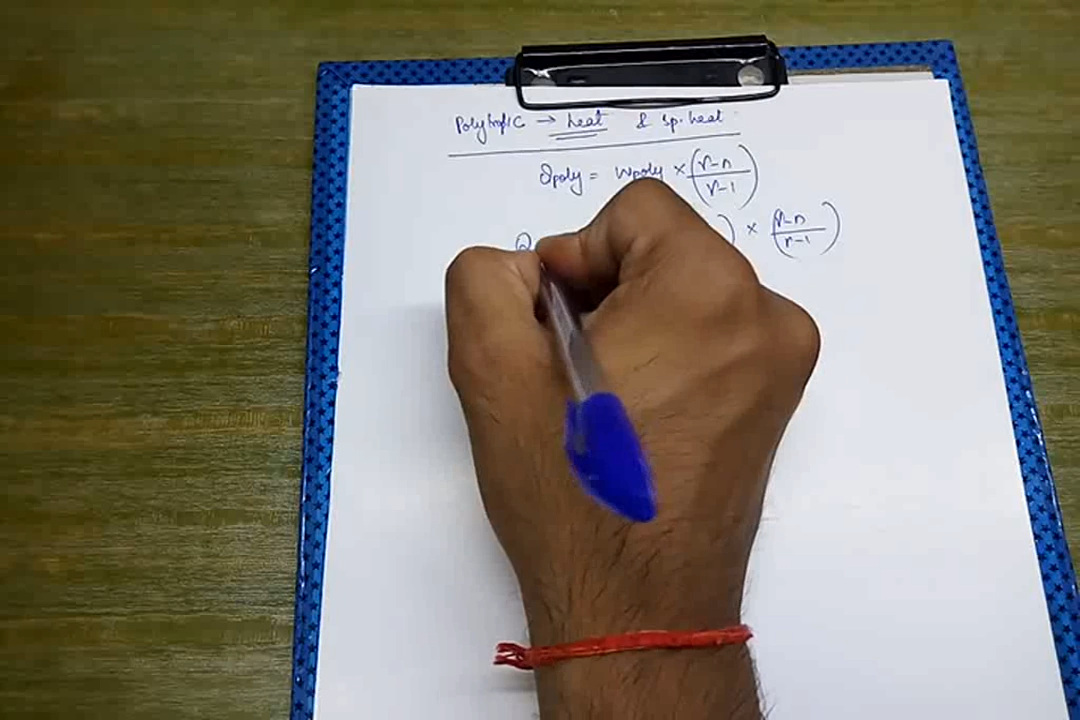 Polytropic → heat & sp. heat
Qpoly = Wpoly × (γ-n / γ-1)
Q ) × (γ-n / γ-1)